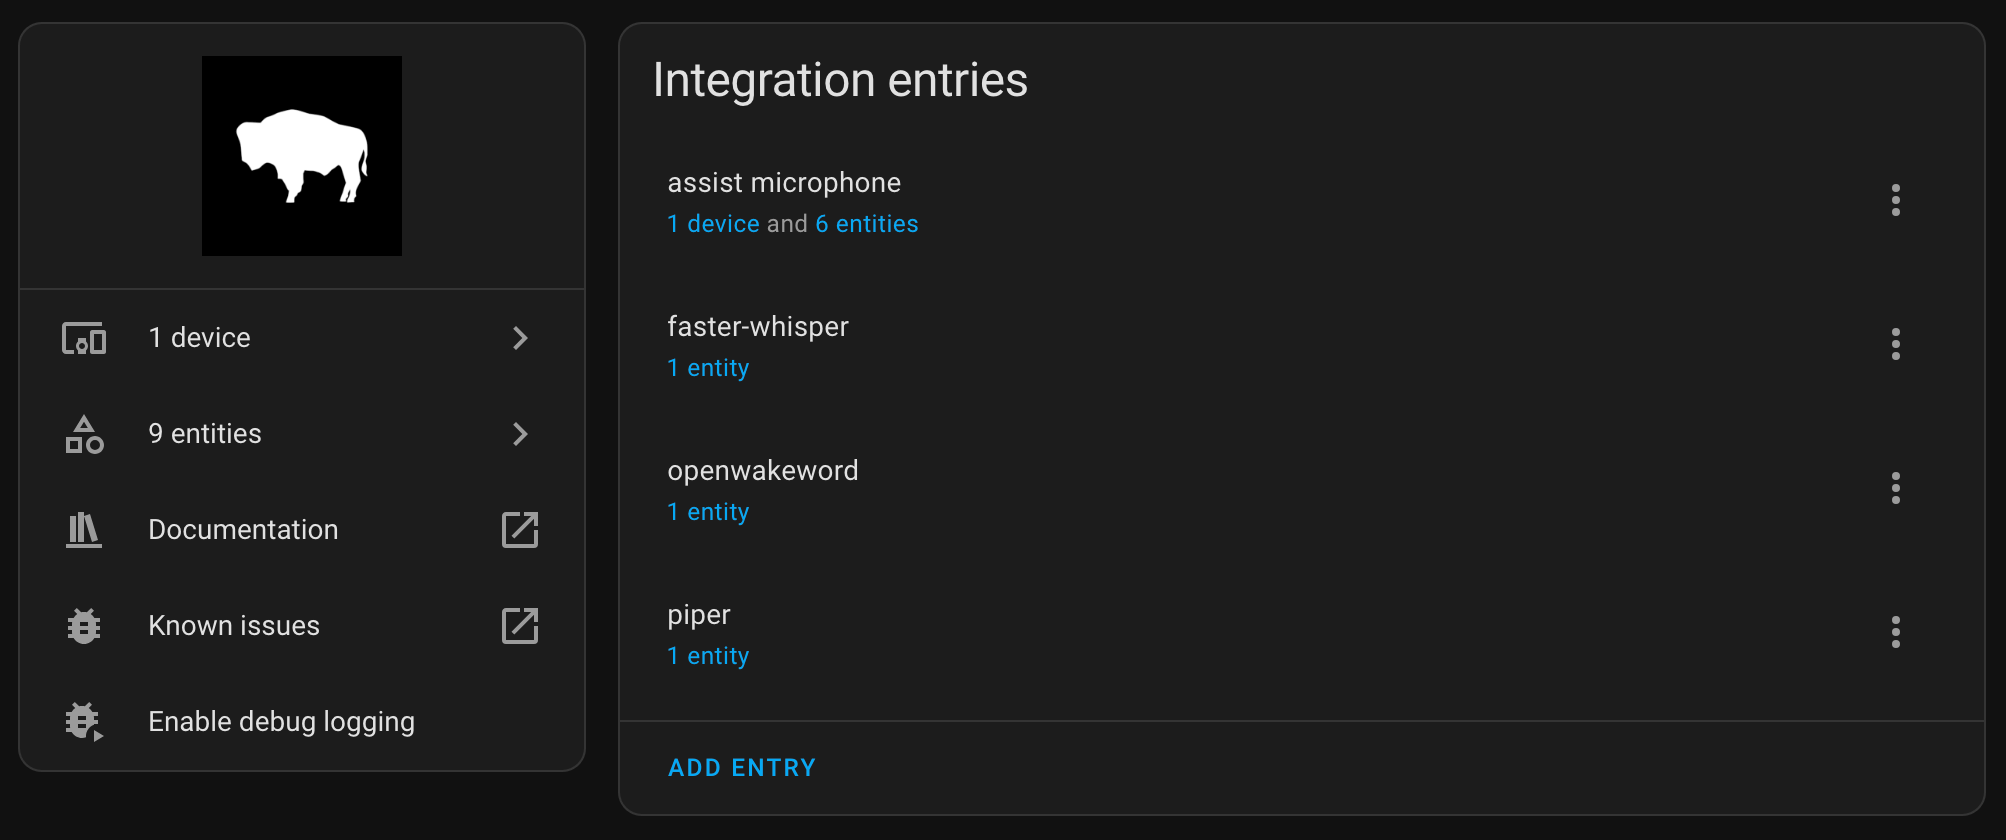 1 device
9 entities
Documentation
Known issues
Enable debug logging
Integration entries
assist microphone
1 device and 6 entities
faster-whisper
1 entity
openwakeword
1 entity
piper
1 entity
ADD ENTRY